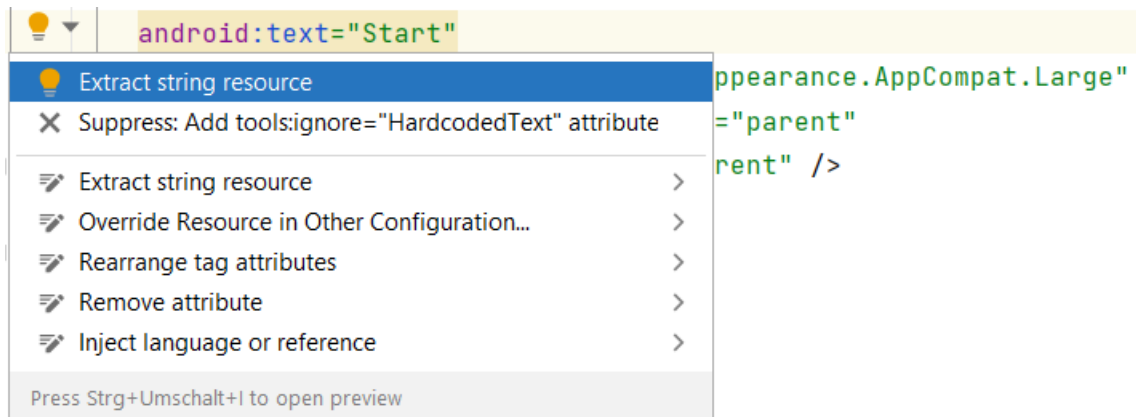 android:text="Start"
Extract string resource
ppearance.AppCompat.Large"
Suppress: Add tools:ignore="HardcodedText" attribute
="parent"
rent" />
Extract string resource
Override Resource in Other Configuration...
Rearrange tag attributes
Remove attribute
Inject language or reference
Press Strg+Umschalt+I to open preview